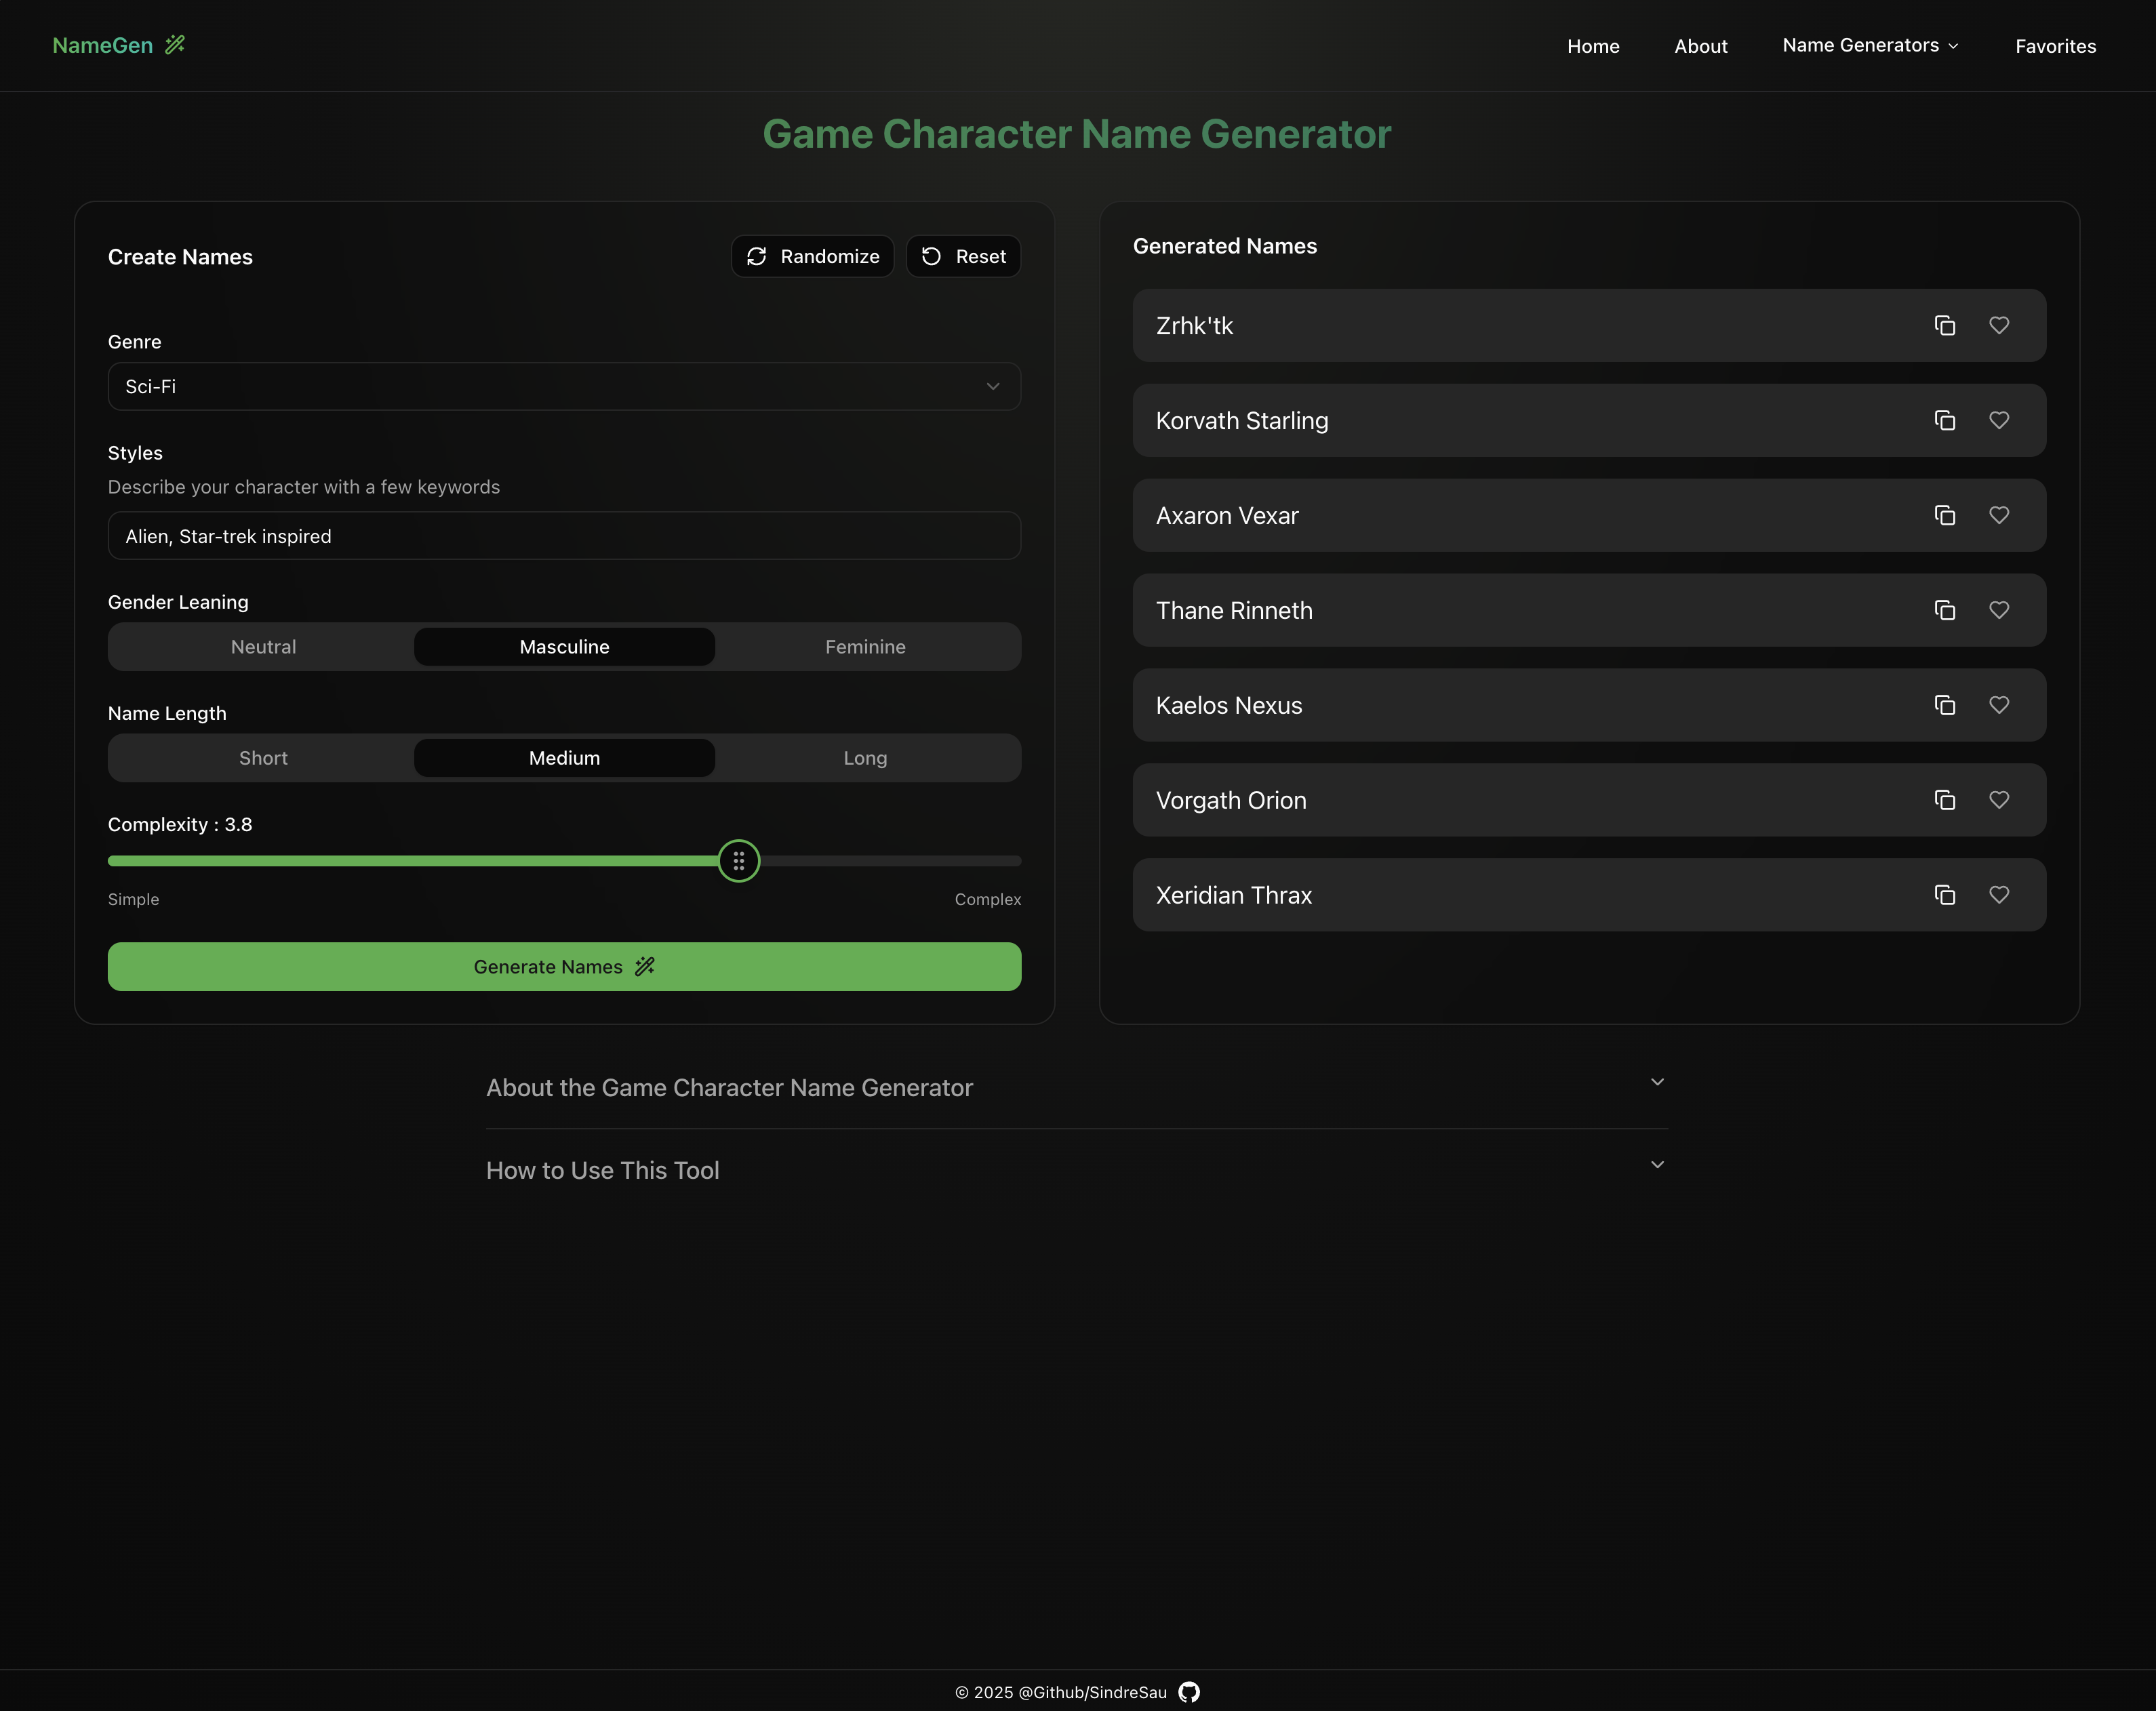 NameGen
Home About Name Generators Favorites
Game Character Name Generator
Create Names
Randomize Reset
Genre
Sci-Fi
Styles
Describe your character with a few keywords
Alien, Star-trek inspired
Gender Leaning
Neutral Masculine Feminine
Name Length
Short Medium Long
Complexity : 3.8
Simple Complex
Generate Names
Generated Names
Zrhk'tk
Korvath Starling
Axaron Vexar
Thane Rinneth
Kaelos Nexus
Vorgath Orion
Xeridian Thrax
About the Game Character Name Generator
How to Use This Tool
© 2025 @Github/SindreSau